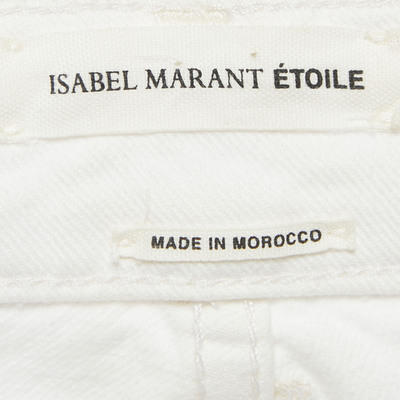 ISABEL MARANT ÉTOILE
MADE IN MOROCCO